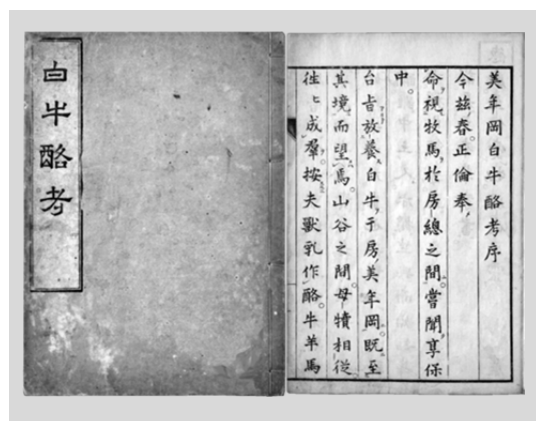 白牛酪考
美年岡白牛酪考序
今茲春。正倫奉
命視牧馬於房總之間。嘗聞享保
中。
台旨放養白牛于房美年岡。既至
其境而望焉。山谷之間。母犢相從
徃〻成羣。按夫獸乳作酪。牛羊馬